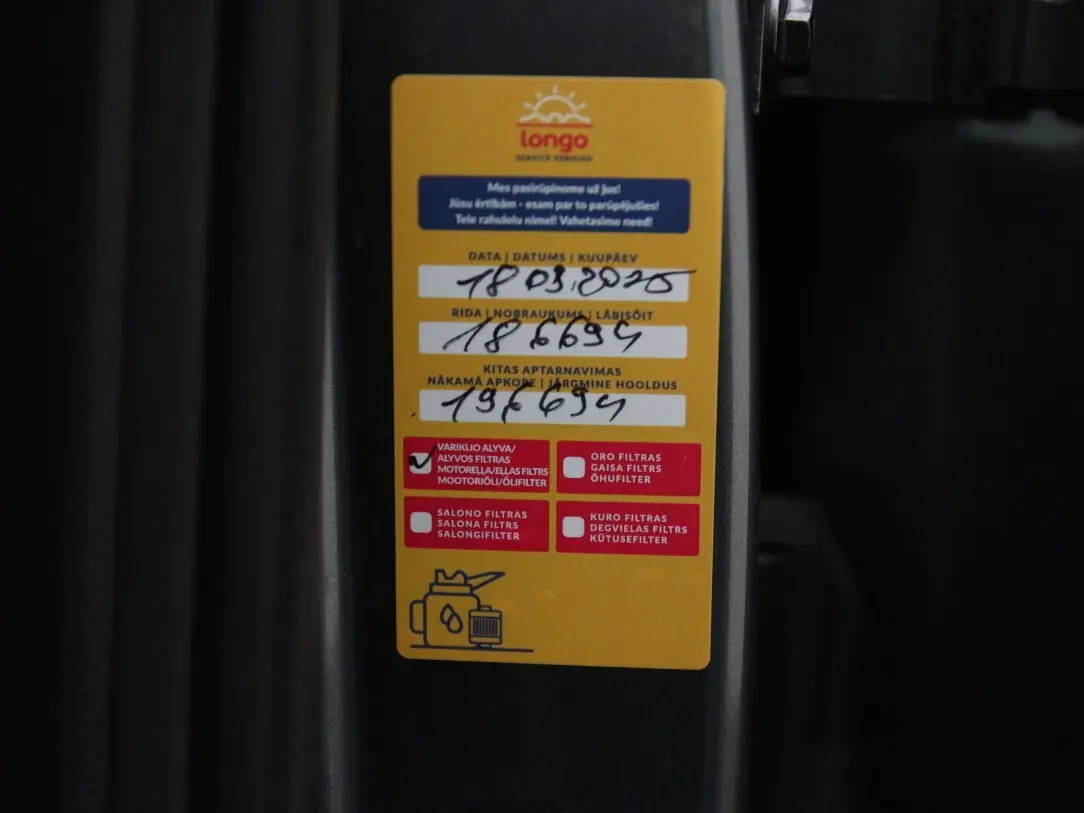 longo
Mes pasirūpinome už jus!
Jūsu ērtībām - esam par to parūpējušies!
Teie rahulolu nimel! Vahetasime need!
DATA | DATUMS | KUUPÄEV
18 03.2025
RIDA | NOBRAUKUMS | LÄBISÕIT
186694
KITAS APTARNAVIMAS
NĀKAMĀ APKOPE | JÄRGMINE HOOLDUS
196694
VARIKLIO ALYVA/
ALYVOS FILTRAS
MOTOREĻĻA/EĻĻAS FILTRS
MOOTORIÕLI/ÕLIFILTER
ORO FILTRAS
GAISA FILTRS
ÕHUFILTER
SALONO FILTRAS
SALONA FILTRS
SALONGIFILTER
KURO FILTRAS
DEGVIELAS FILTRS
KÜTUSEFILTER